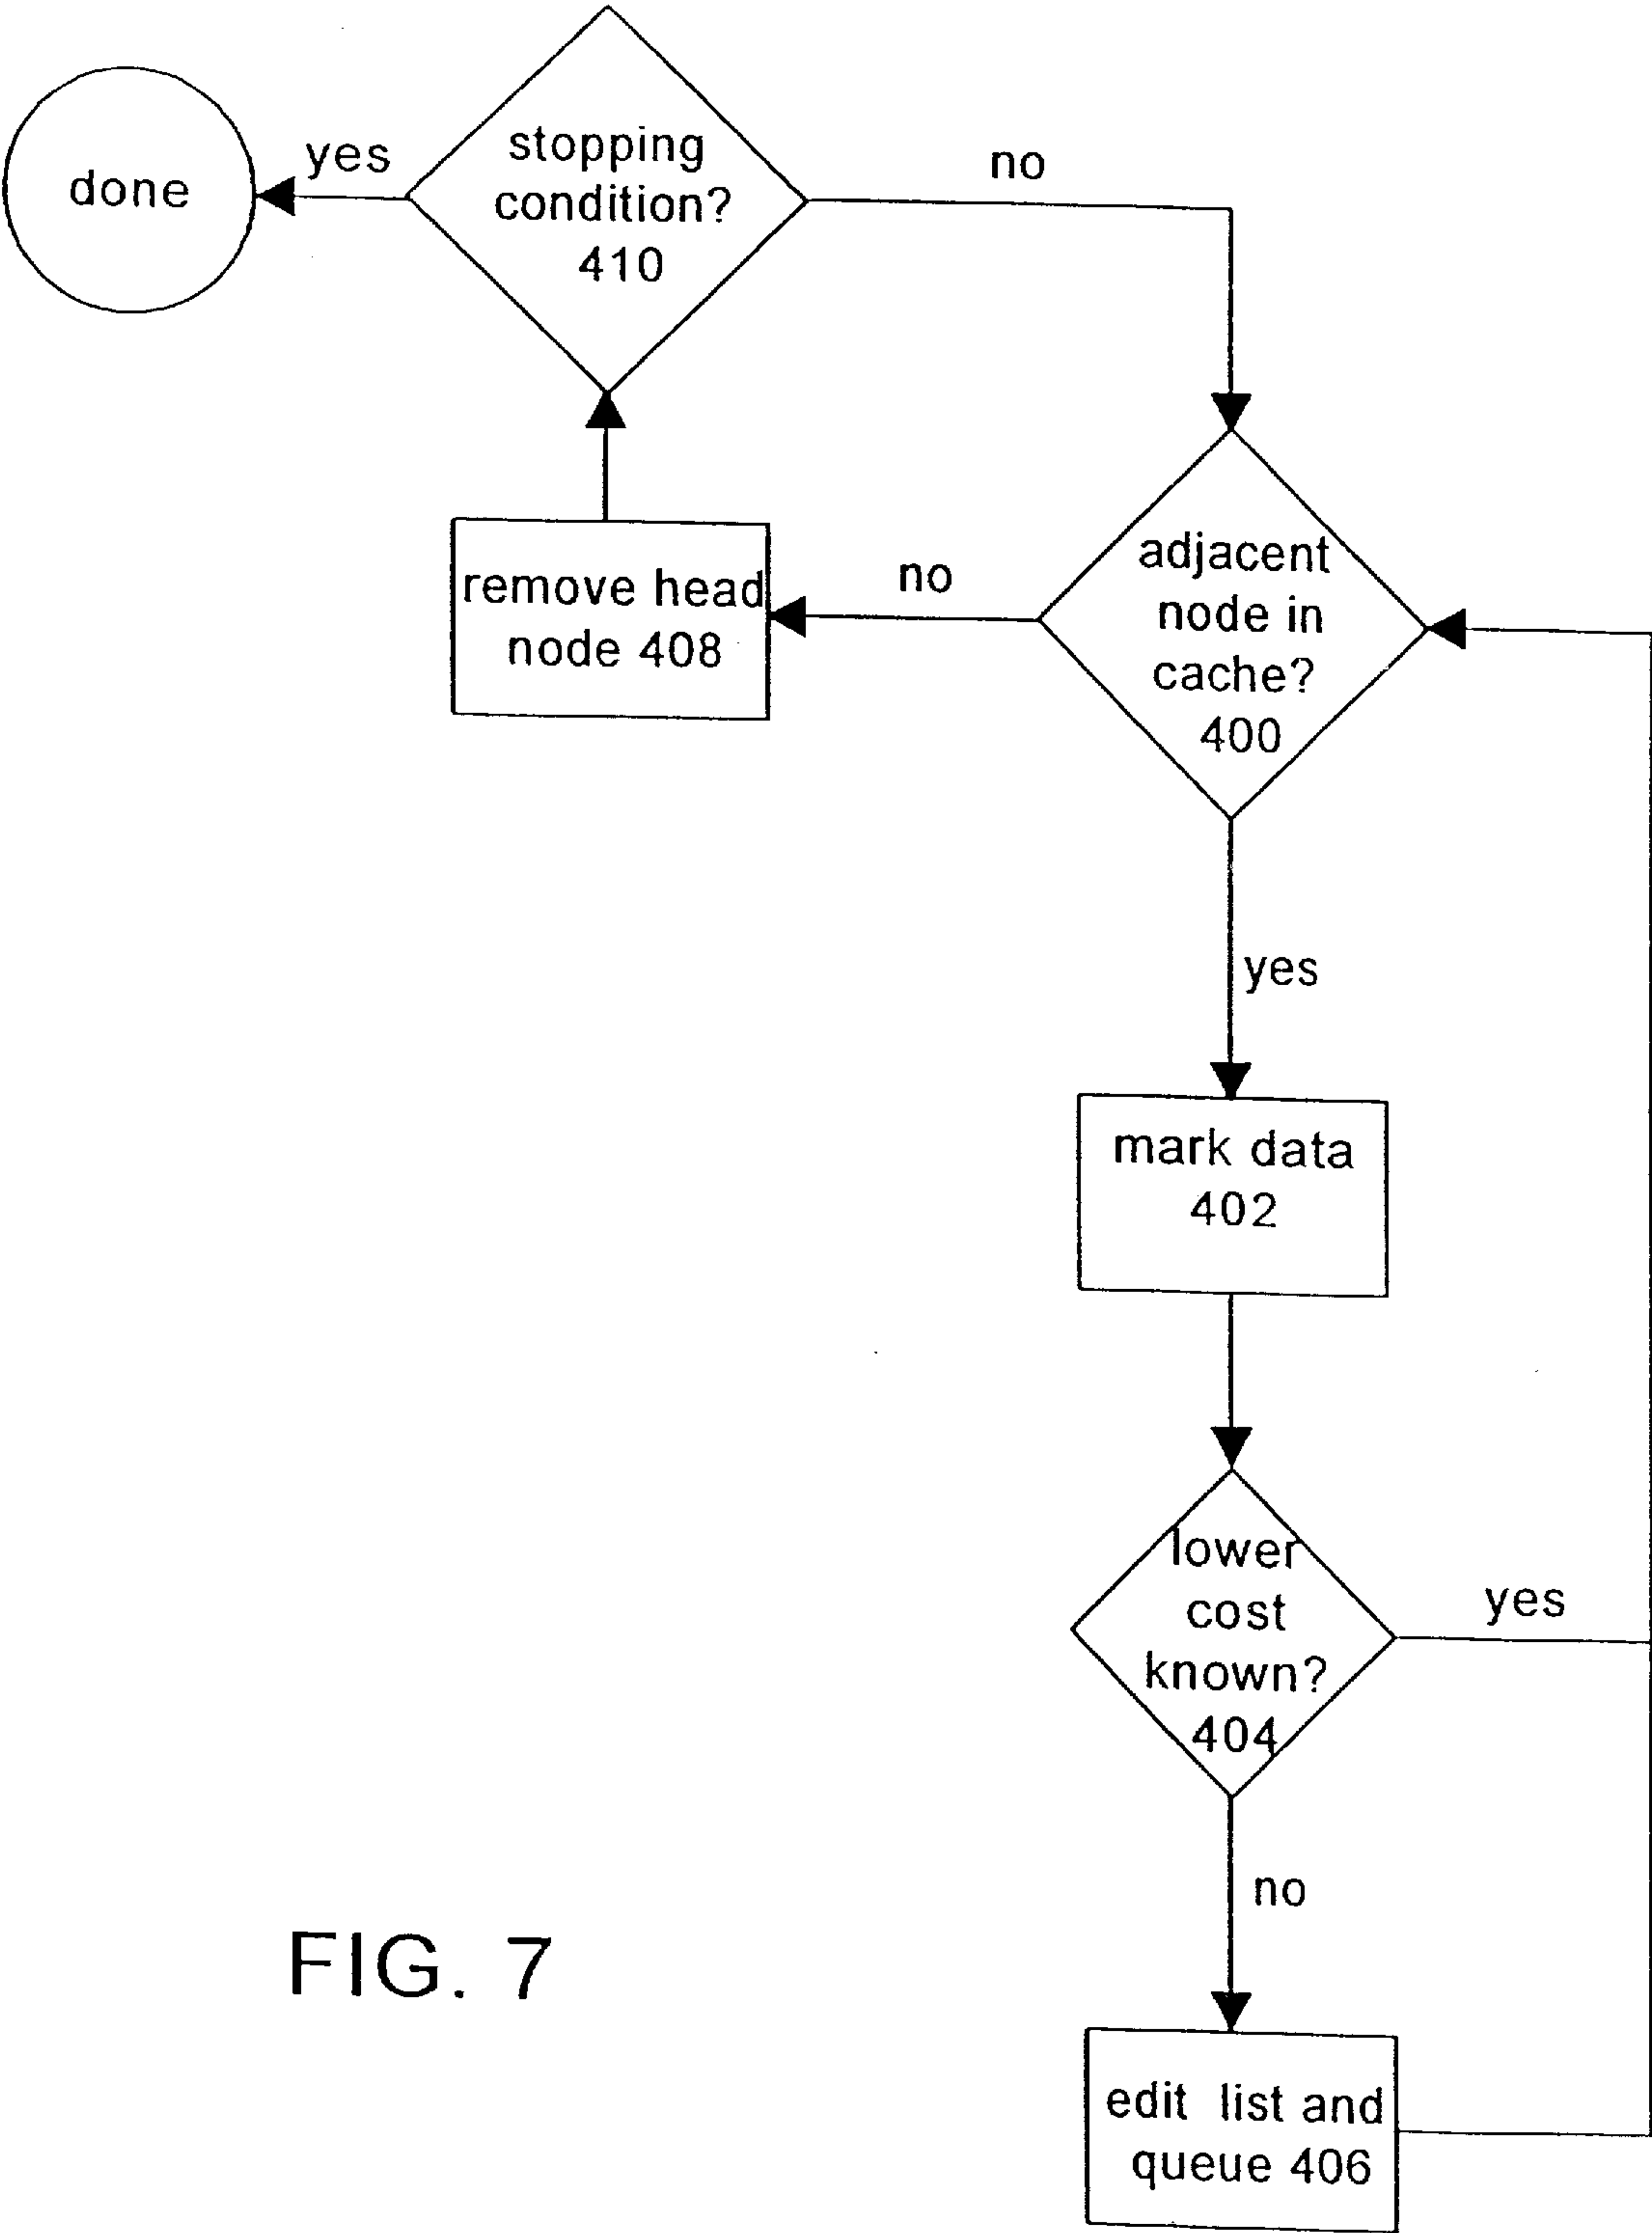 stopping
condition?
410
yes
done
no
adjacent
node in
cache?
400
no
remove head
node 408
yes
mark data
402
lower
cost
known?
404
yes
no
edit list and
queue 406
FIG. 7